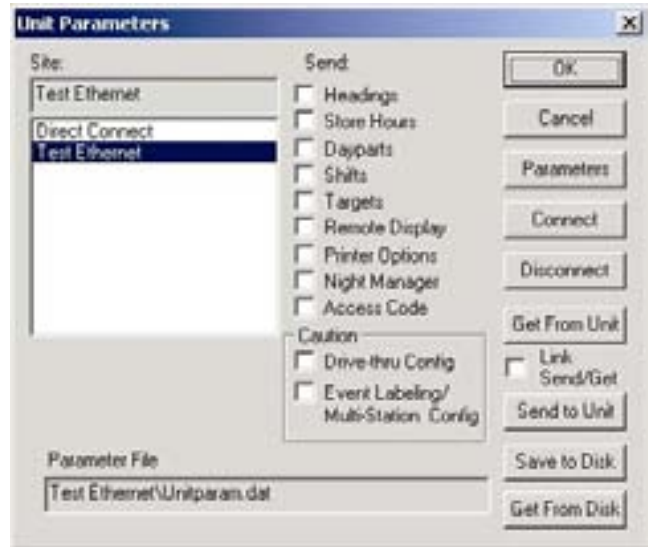 Unit Parameters
Site:
Test Ethernet
Direct Connect
Test Ethernet
Send:
Headings
Store Hours
Dayparts
Shifts
Targets
Remote Display
Printer Options
Night Manager
Access Code
Caution
Drive-thru Config
Event Labeling/
Multi-Station Config
OK
Cancel
Parameters
Connect
Disconnect
Get From Unit
Link
Send/Get
Send to Unit
Save to Disk
Get From Disk
Parameter File
Test Ethernet\Unitparam.dat